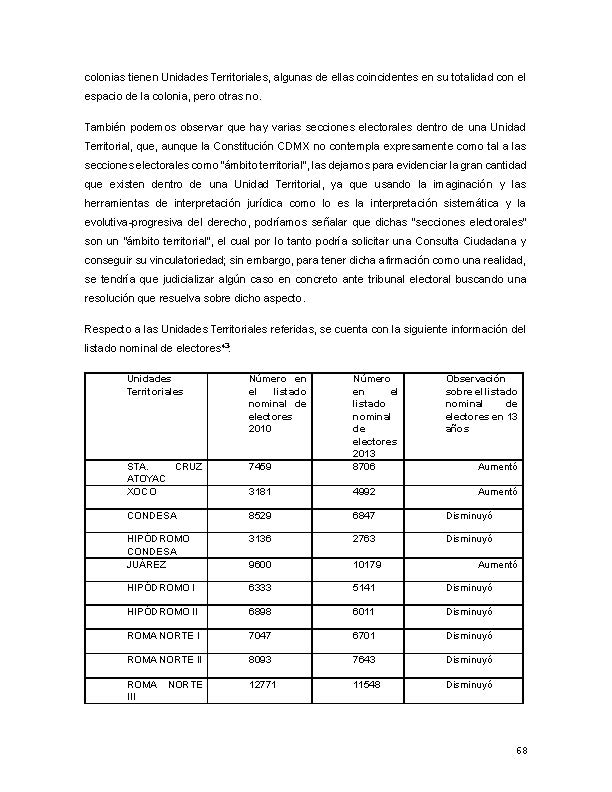 colonias tienen Unidades Territoriales, algunas de ellas coincidentes en su totalidad con el
espacio de la colonia, pero otras no.
También podemos observar que hay varias secciones electorales dentro de una Unidad
Territorial, que, aunque la Constitución CDMX no contempla expresamente como tal a las
secciones electorales como "ámbito territorial", las dejamos para evidenciar la gran cantidad
que existen dentro de una Unidad Territorial, ya que usando la imaginación y las
herramientas de interpretación jurídica como lo es la interpretación sistemática y la
evolutiva-progresiva del derecho, podríamos señalar que dichas "secciones electorales"
son un "ámbito territorial", el cual por lo tanto podría solicitar una Consulta Ciudadana y
conseguir su vinculatoriedad; sin embargo, para tener dicha afirmación como una realidad,
se tendría que judicializar algún caso en concreto ante tribunal electoral buscando una
resolución que resuelva sobre dicho aspecto.
Respecto a las Unidades Territoriales referidas, se cuenta con la siguiente información del
listado nominal de electores:
Unidades
Territoriales
Número en
el listado
nominal de
electores
2010
Número
en el
listado
nominal
de
electores
2013
Observación
sobre el listado
nominal de
electores en 13
años
STA. CRUZ
ATOYAC
7459
8706
Aumentó
XOCO
3181
4992
Aumentó
CONDESA
8529
6847
Disminuyó
HIPÓDROMO
CONDESA
3136
2763
Disminuyó
JUÁREZ
9600
10179
Aumentó
HIPÓDROMO I
6333
5141
Disminuyó
HIPÓDROMO II
6898
6011
Disminuyó
ROMA NORTE I
7047
6701
Disminuyó
ROMA NORTE II
8093
7643
Disminuyó
ROMA NORTE
III
12771
11548
Disminuyó
68